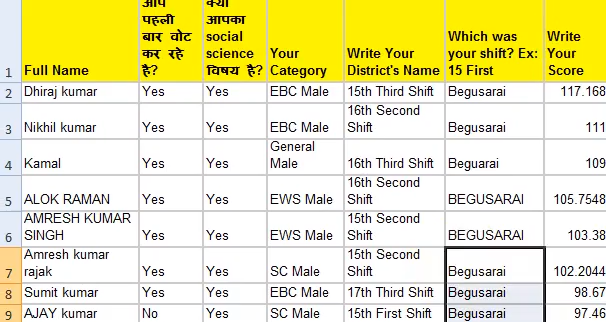 आप
पहली
बार वोट
कर रहे
है?
क्या
आपका
social
science
विषय है?
Full Name
Your
Category
Write Your
District's Name
Which was
your shift? Ex:
15 First
Write
Your
Score
1
2 Dhiraj kumar Yes Yes EBC Male 15th Third Shift Begusarai 117.168
3 Nikhil kumar Yes Yes EBC Male 16th Second
Shift Begusarai 111
4 Kamal Yes Yes General
Male 16th Third Shift Beguarai 109
5 ALOK RAMAN Yes Yes EWS Male 16th Second
Shift BEGUSARAI 105.7548
6 AMRESH KUMAR
SINGH Yes Yes EWS Male 15th Second
Shift BEGUSARAI 103.38
7 Amresh kumar
rajak Yes Yes SC Male 15th Second
Shift Begusarai 102.2044
8 Sumit kumar Yes Yes EBC Male 17th Third Shift Begusarai 98.67
9 AJAY kumar No Yes SC Male 15th First Shift Begusarai 97.46